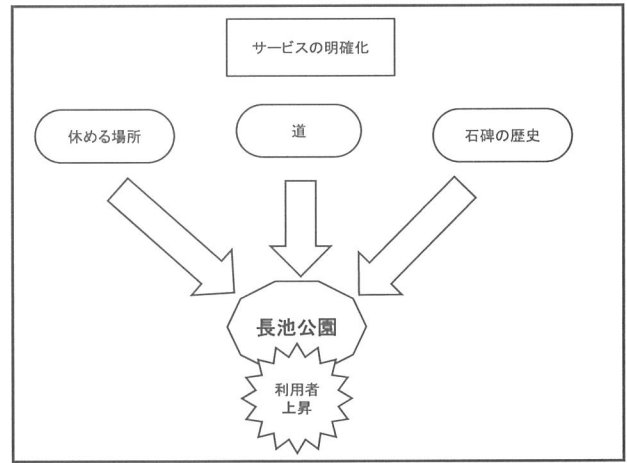 サービスの明確化
休める場所
道
石碑の歴史
長池公園
利用者
上昇